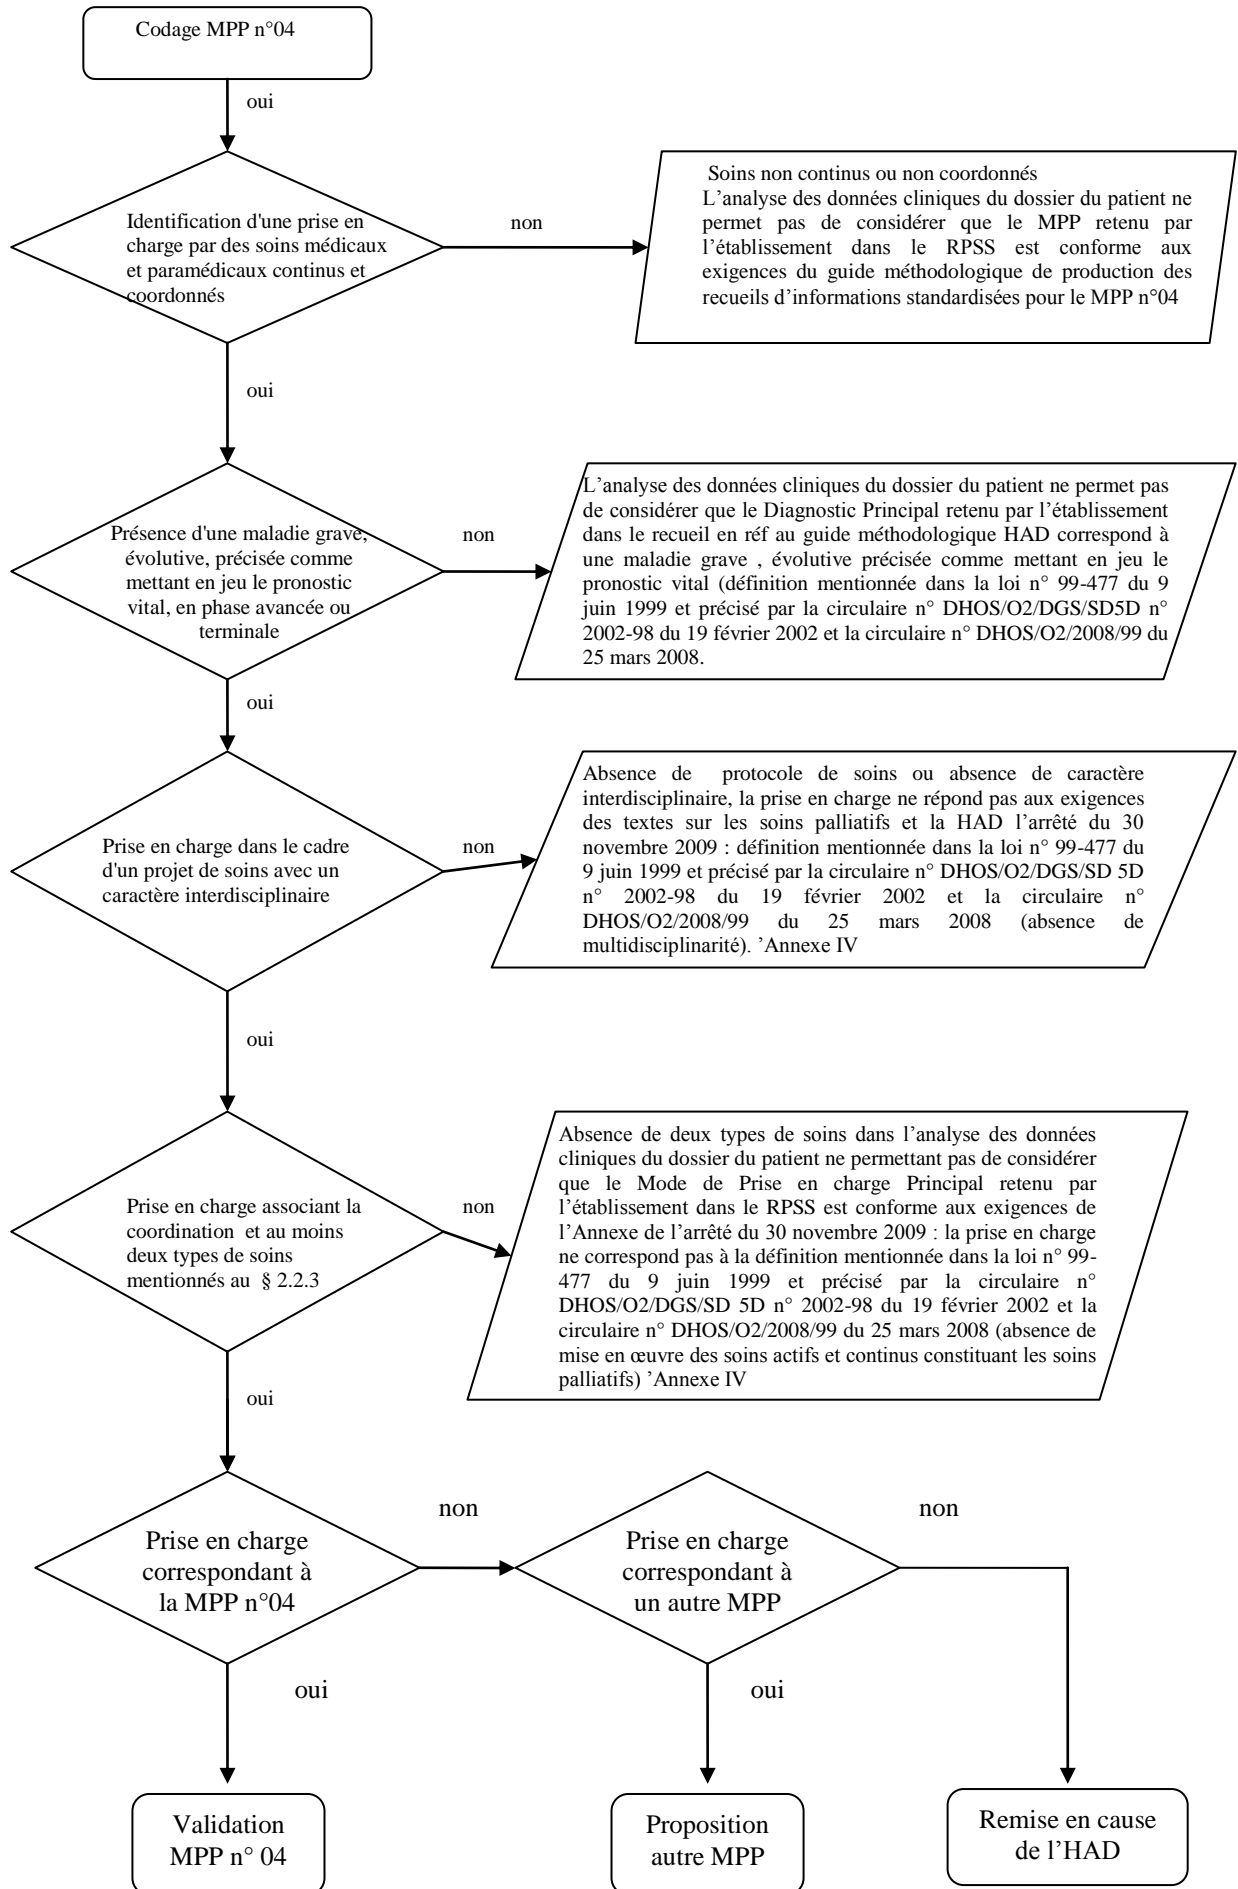 Codage MPP n°04
oui
Identification d'une prise en
charge par des soins médicaux
et paramédicaux continus et
coordonnés
non
Soins non continus ou non coordonnés
L'analyse des données cliniques du dossier du patient ne
permet pas de considérer que le MPP retenu par
l'établissement dans le RPSS est conforme aux
exigences du guide méthodologique de production des
recueils d'informations standardisées pour le MPP n°04
oui
Présence d'une maladie grave,
évolutive, précisée comme
mettant en jeu le pronostic
vital, en phase avancée ou
terminale
non
L'analyse des données cliniques du dossier du patient ne permet pas
de considérer que le Diagnostic Principal retenu par l'établissement
dans le recueil en réf au guide méthodologique HAD correspond à
une maladie grave , évolutive précisée comme mettant en jeu le
pronostic vital (définition mentionnée dans la loi n° 99-477 du 9
juin 1999 et précisé par la circulaire n° DHOS/O2/DGS/SD5D n°
2002-98 du 19 février 2002 et la circulaire n° DHOS/O2/2008/99 du
25 mars 2008.
oui
Prise en charge dans le cadre
d'un projet de soins avec un
caractère interdisciplinaire
non
Absence de protocole de soins ou absence de caractère
interdisciplinaire, la prise en charge ne répond pas aux exigences
des textes sur les soins palliatifs et la HAD l'arrêté du 30
novembre 2009 : définition mentionnée dans la loi n° 99-477 du
9 juin 1999 et précisé par la circulaire n° DHOS/O2/DGS/SD 5D
n° 2002-98 du 19 février 2002 et la circulaire n°
DHOS/O2/2008/99 du 25 mars 2008 (absence de
multidisciplinarité). 'Annexe IV
oui
Prise en charge associant la
coordination et au moins
deux types de soins
mentionnés au § 2.2.3
non
Absence de deux types de soins dans l'analyse des données
cliniques du dossier du patient ne permettant pas de considérer
que le Mode de Prise en charge Principal retenu par
l'établissement dans le RPSS est conforme aux exigences de
l'Annexe de l'arrêté du 30 novembre 2009 : la prise en charge
ne correspond pas à la définition mentionnée dans la loi n° 99-
477 du 9 juin 1999 et précisé par la circulaire n°
DHOS/O2/DGS/SD 5D n° 2002-98 du 19 février 2002 et la
circulaire n° DHOS/O2/2008/99 du 25 mars 2008 (absence de
mise en œuvre des soins actifs et continus constituant les soins
palliatifs) 'Annexe IV
oui
Prise en charge
correspondant à
la MPP n°04
non
Prise en charge
correspondant à
un autre MPP
non
oui
oui
Validation
MPP n° 04
Proposition
autre MPP
Remise en cause
de l'HAD